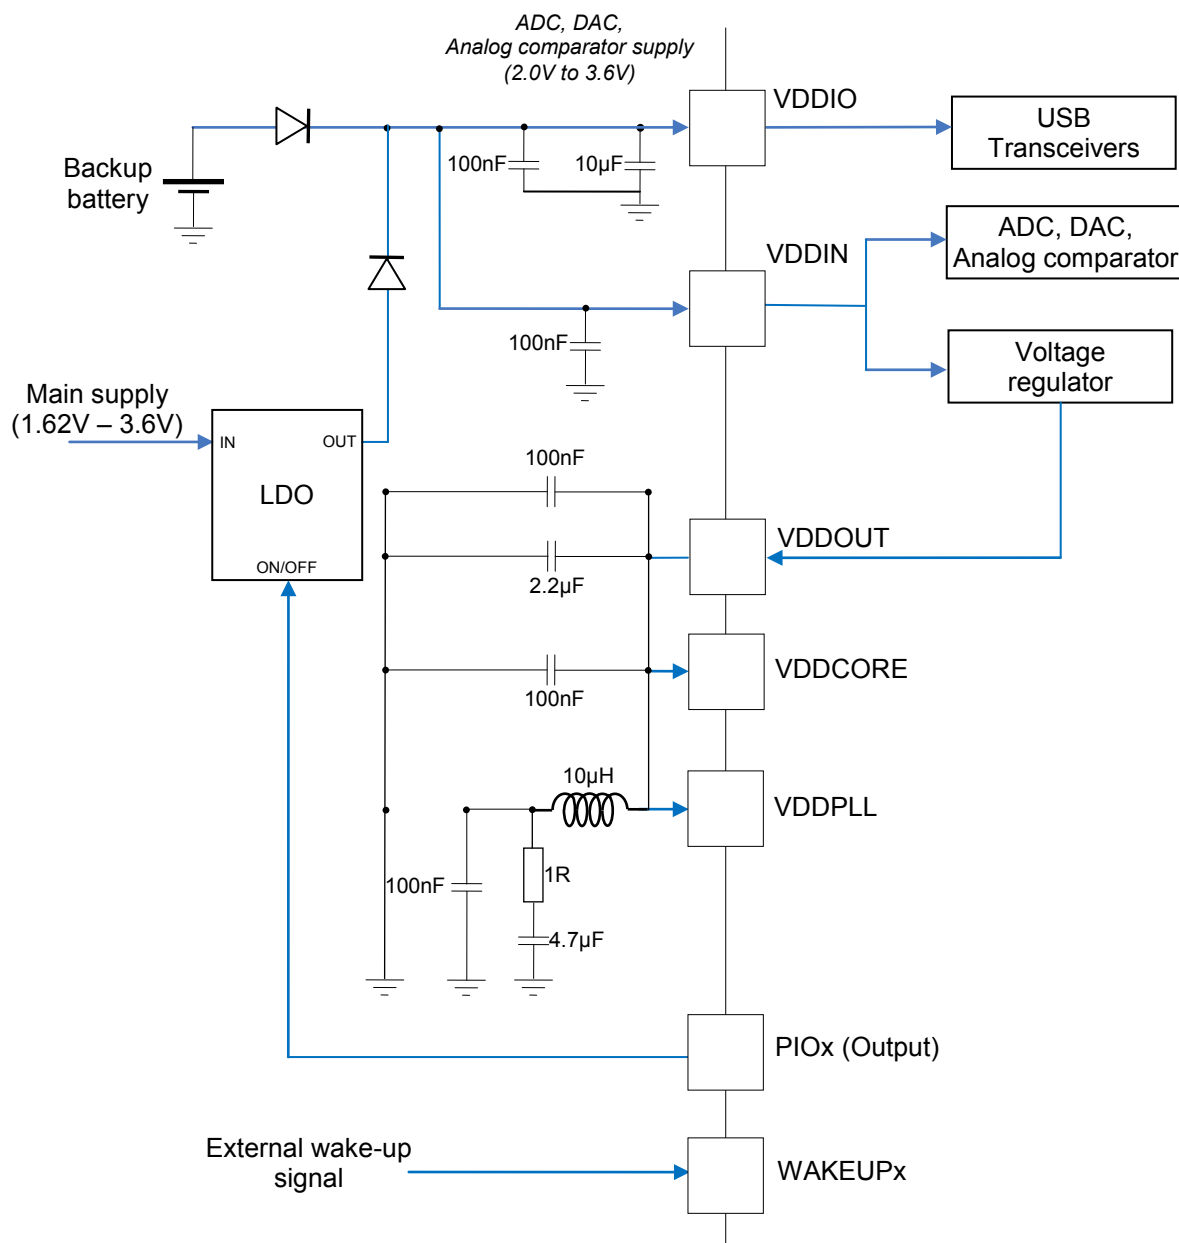 ADC, DAC,
Analog comparator supply
(2.0V to 3.6V)
VDDIO
USB
Transceivers
100nF
10µF
Backup
battery
VDDIN
ADC, DAC,
Analog comparator
100nF
Voltage
regulator
Main supply
(1.62V – 3.6V)
IN
OUT
LDO
ON/OFF
100nF
VDDOUT
2.2µF
VDDCORE
100nF
10µH
VDDPLL
100nF
1R
4.7µF
PIOx (Output)
External wake-up
signal
WAKEUPx